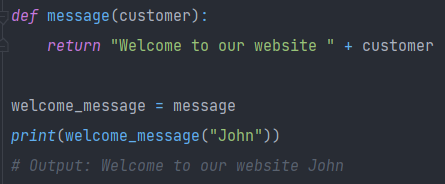 def message(customer):
    return "Welcome to our website " + customer
welcome_message = message
print(welcome_message("John"))
# Output: Welcome to our website John